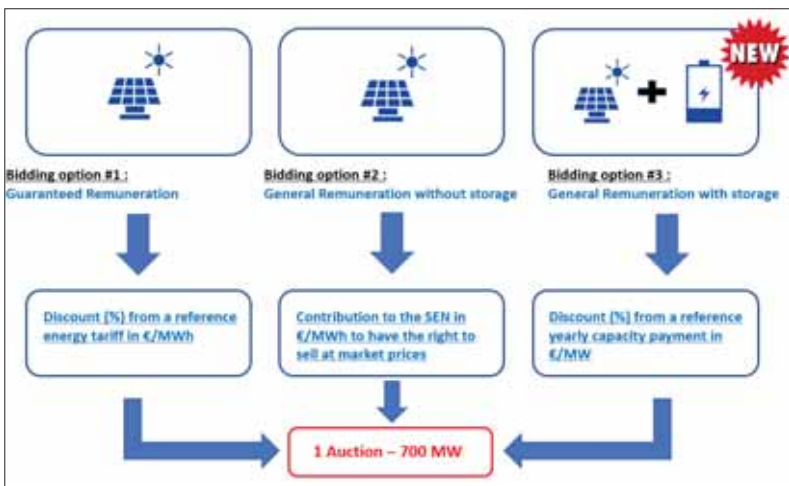 NEW
Bidding option #1 :
Guaranteed Remuneration
Bidding option #2 :
General Remuneration without storage
Bidding option #3 :
General Remuneration with storage
Discount (%) from a reference
energy tariff in €/MWh
Contribution to the SEN in
€/MWh to have the right to
sell at market prices
Discount (%) from a reference
yearly capacity payment in
€/MW
1 Auction – 700 MW